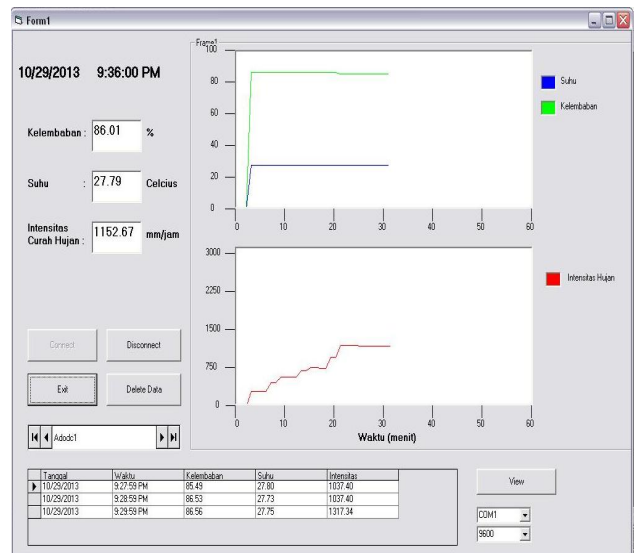 Form1
10/29/2013 9:36:00 PM
Kelembaban : 86.01 %
Suhu : 27.79 Celcius
Intensitas
Curah Hujan : 1152.67 mm/jam
Connect
Disconnect
Exit
Delete Data
Adodc1
Frame1
100
80
60
40
20
0
0 10 20 30 40 50 60
Suhu
Kelembaban
3000
2250
1500
750
0
0 10 20 30 40 50 60
Waktu (menit)
Intensitas Hujan
Tanggal Waktu Kelembaban Suhu Intensitas
10/29/2013 9:27:59 PM 85.49 27.80 1037.40
10/29/2013 9:28:59 PM 86.53 27.73 1037.40
10/29/2013 9:29:59 PM 86.56 27.75 1317.34
View
COM1
9600